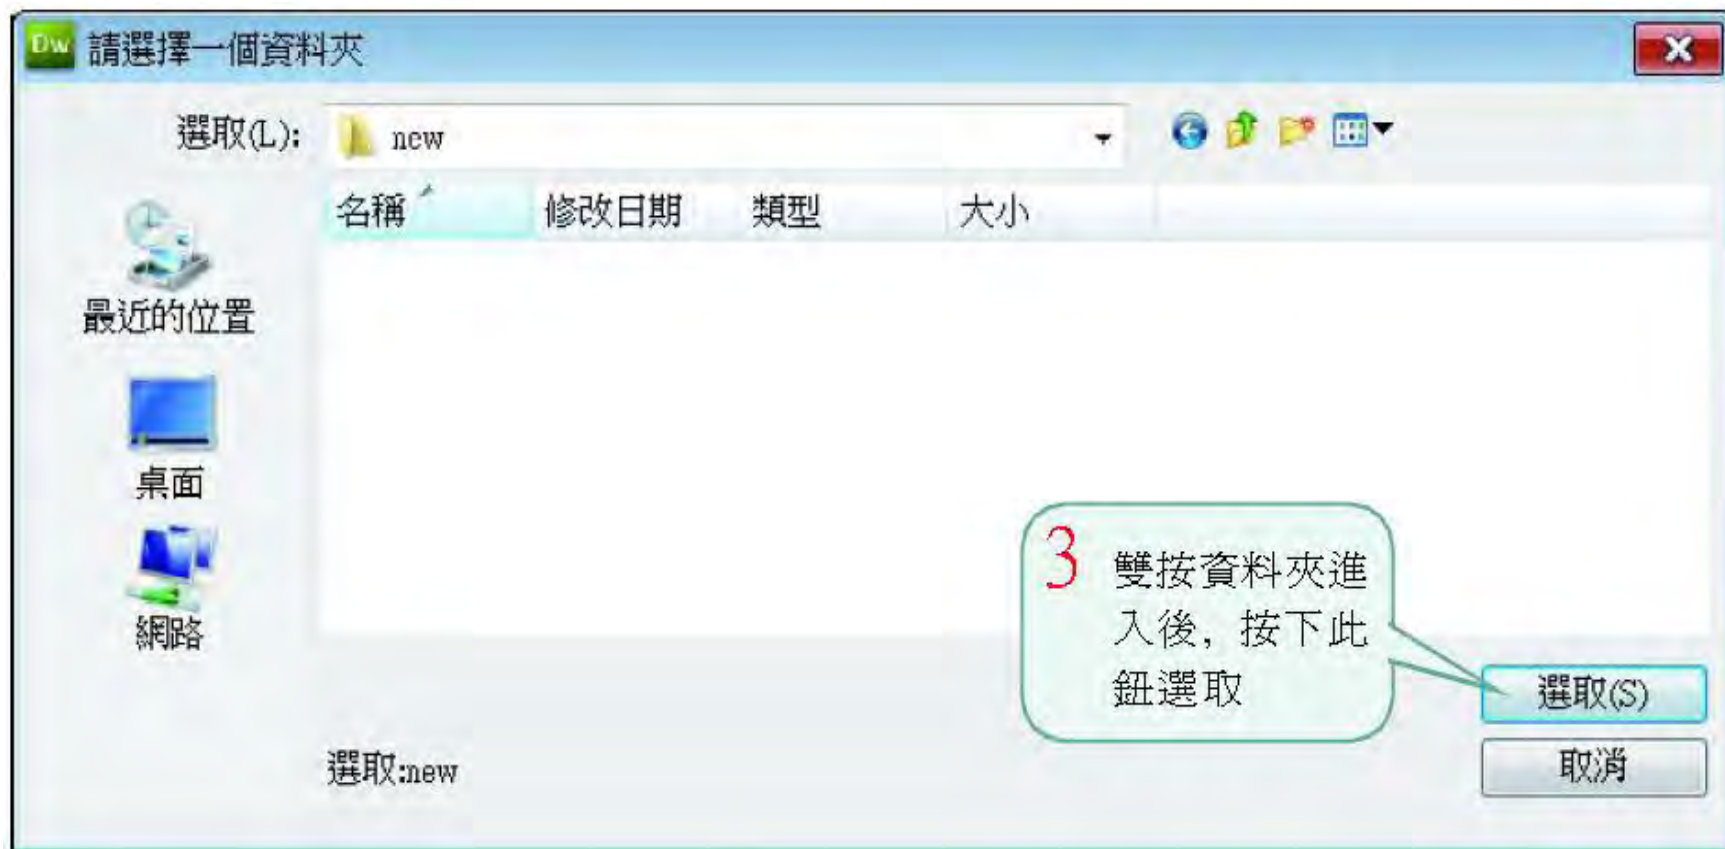 Dw 請選擇一個資料夾
選取(L): new
名稱 修改日期 類型 大小
最近的位置
桌面
網路
3 雙按資料夾進
入後, 按下此
鈕選取
選取(S)
選取:new
取消